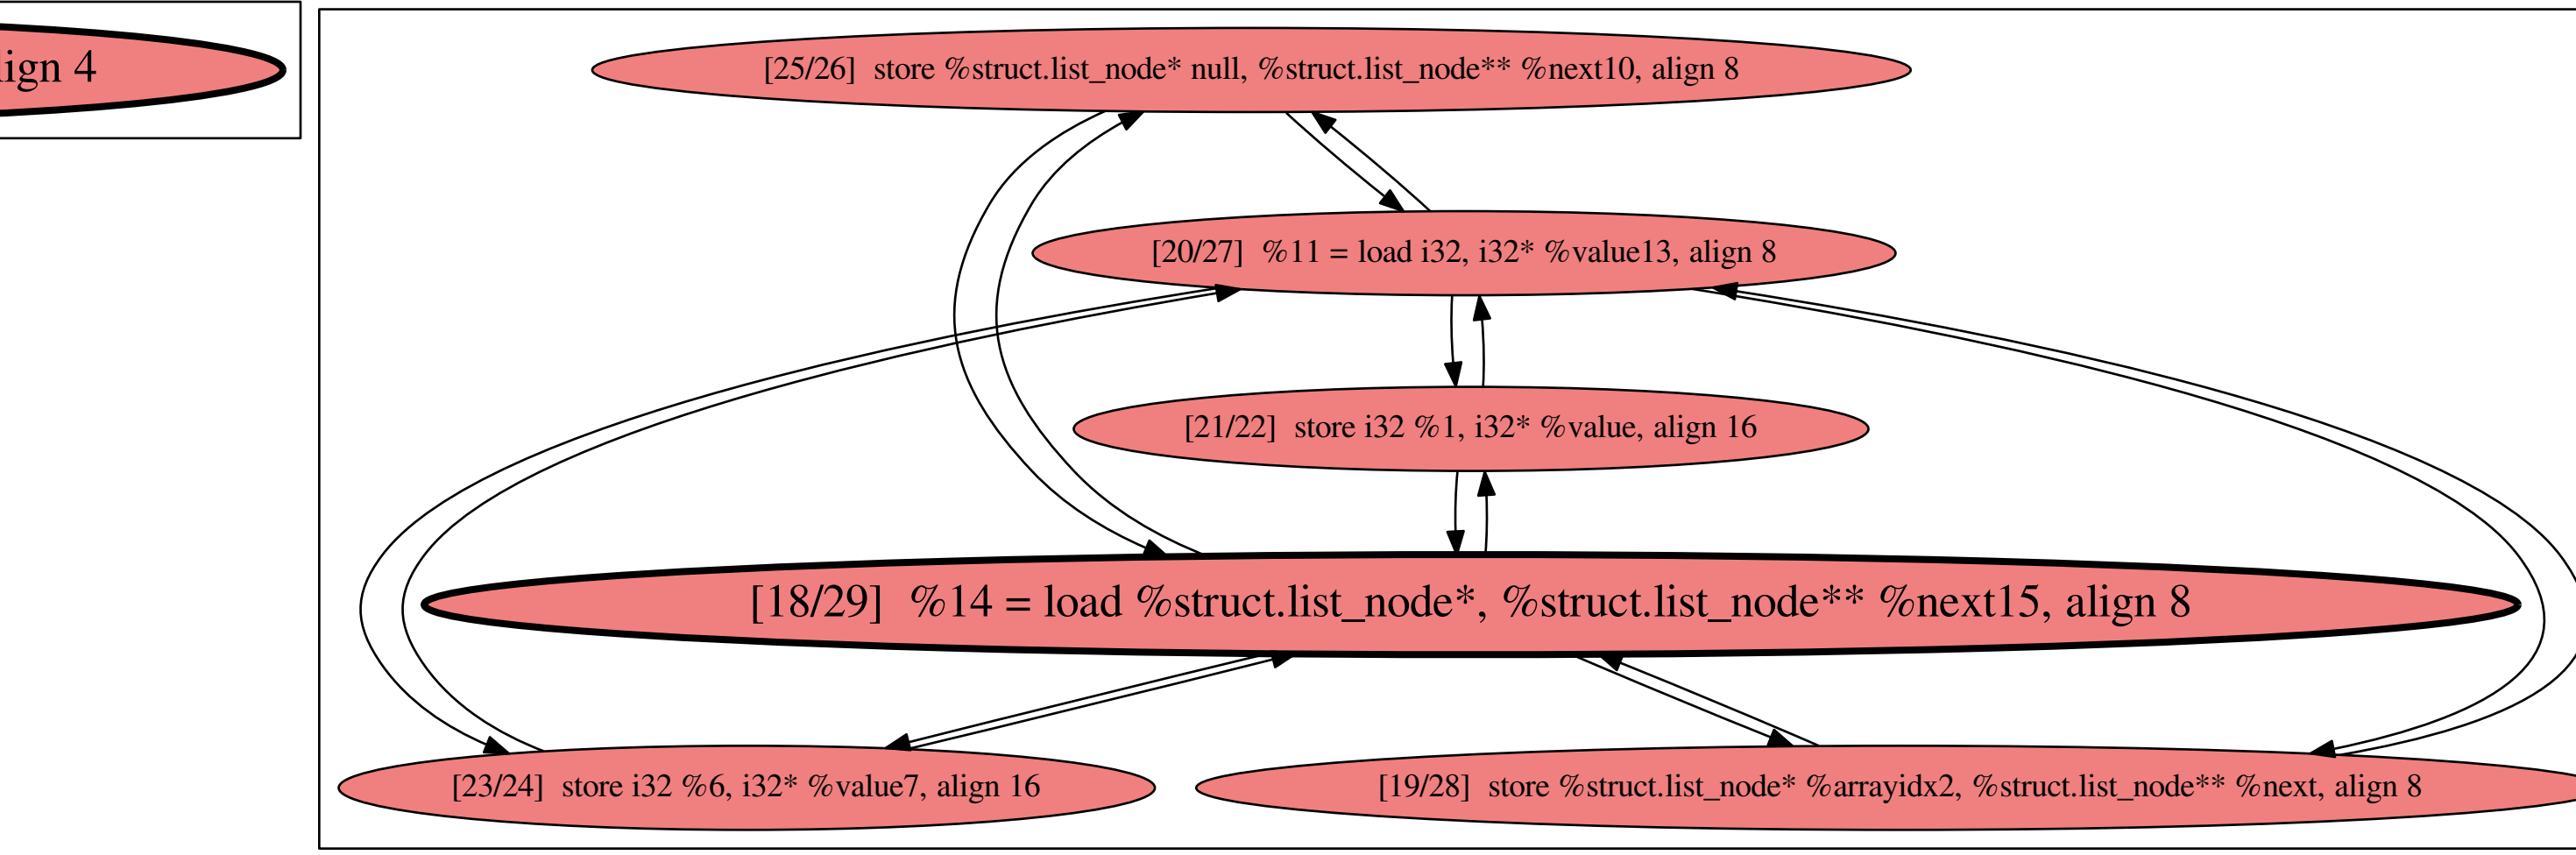 align 4
[25/26] store %struct.list_node* null, %struct.list_node** %next10, align 8
[20/27] %11 = load i32, i32* %value13, align 8
[21/22] store i32 %1, i32* %value, align 16
[18/29] %14 = load %struct.list_node*, %struct.list_node** %next15, align 8
[23/24] store i32 %6, i32* %value7, align 16
[19/28] store %struct.list_node* %arrayidx2, %struct.list_node** %next, align 8